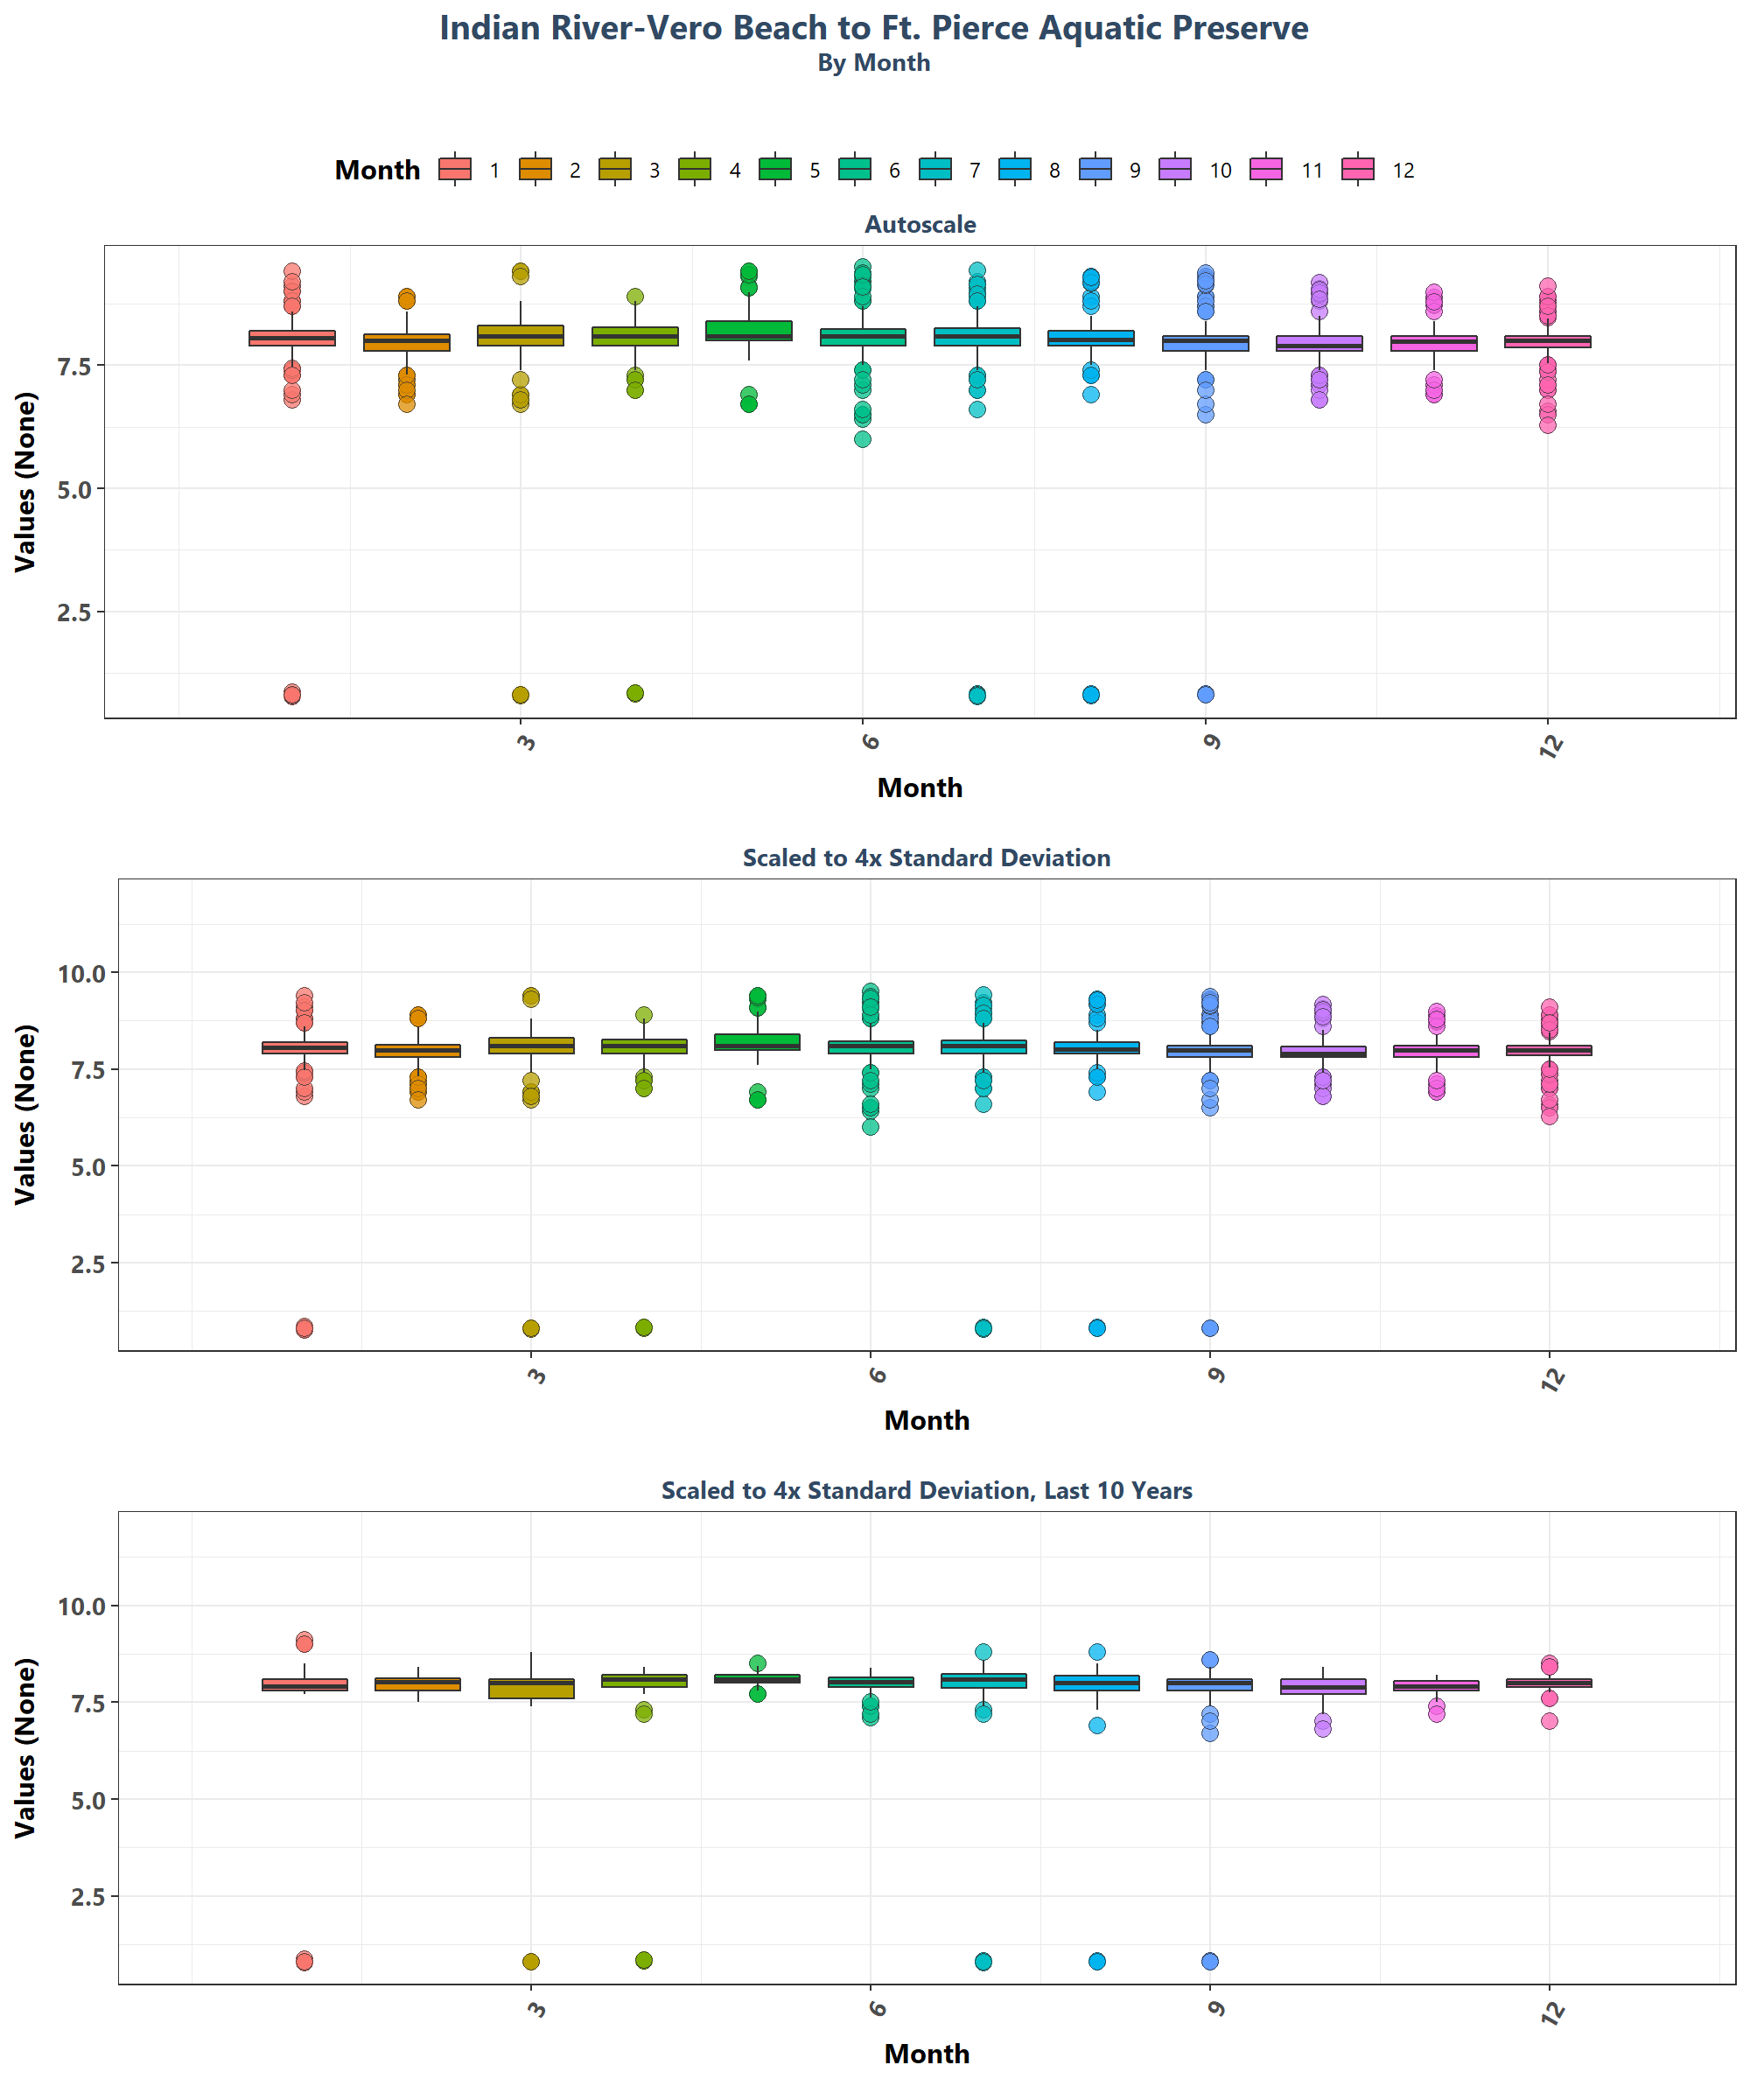 Indian River-Vero Beach to Ft. Pierce Aquatic Preserve
By Month
Month 1 2 3 4 5 6 7 8 9 10 11 12
Autoscale
Values (None)
7.5
5.0
2.5
3 6 9 12
Month
Scaled to 4x Standard Deviation
Values (None)
10.0
7.5
5.0
2.5
3 6 9 12
Month
Scaled to 4x Standard Deviation, Last 10 Years
Values (None)
10.0
7.5
5.0
2.5
3 6 9 12
Month